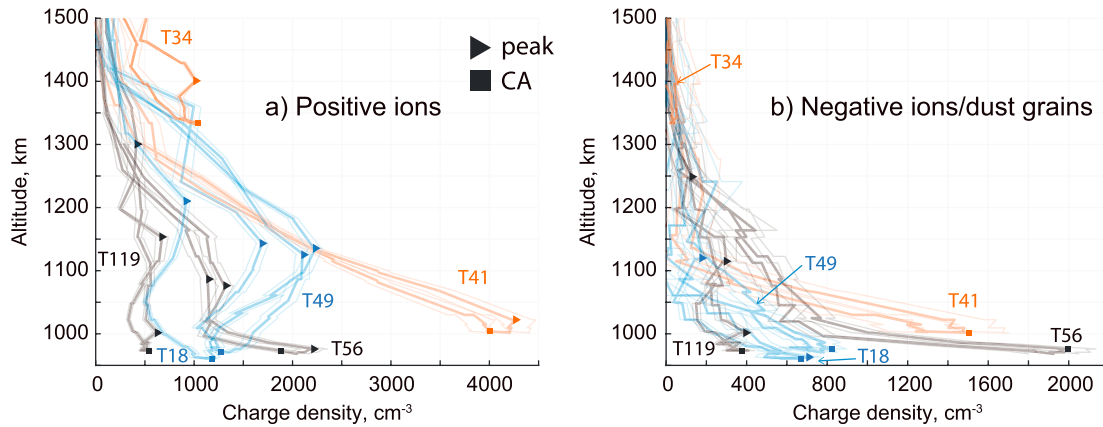 1500
1400
1300
1200
1100
1000
Altitude, km
0
1000
2000
3000
4000
Charge density, cm-3
a) Positive ions
peak
CA
T34
T41
T49
T56
T18
T119
1500
1400
1300
1200
1100
1000
Altitude, km
0
400
800
1200
1600
2000
Charge density, cm-3
b) Negative ions/dust grains
T34
T49
T41
T56
T119
T18